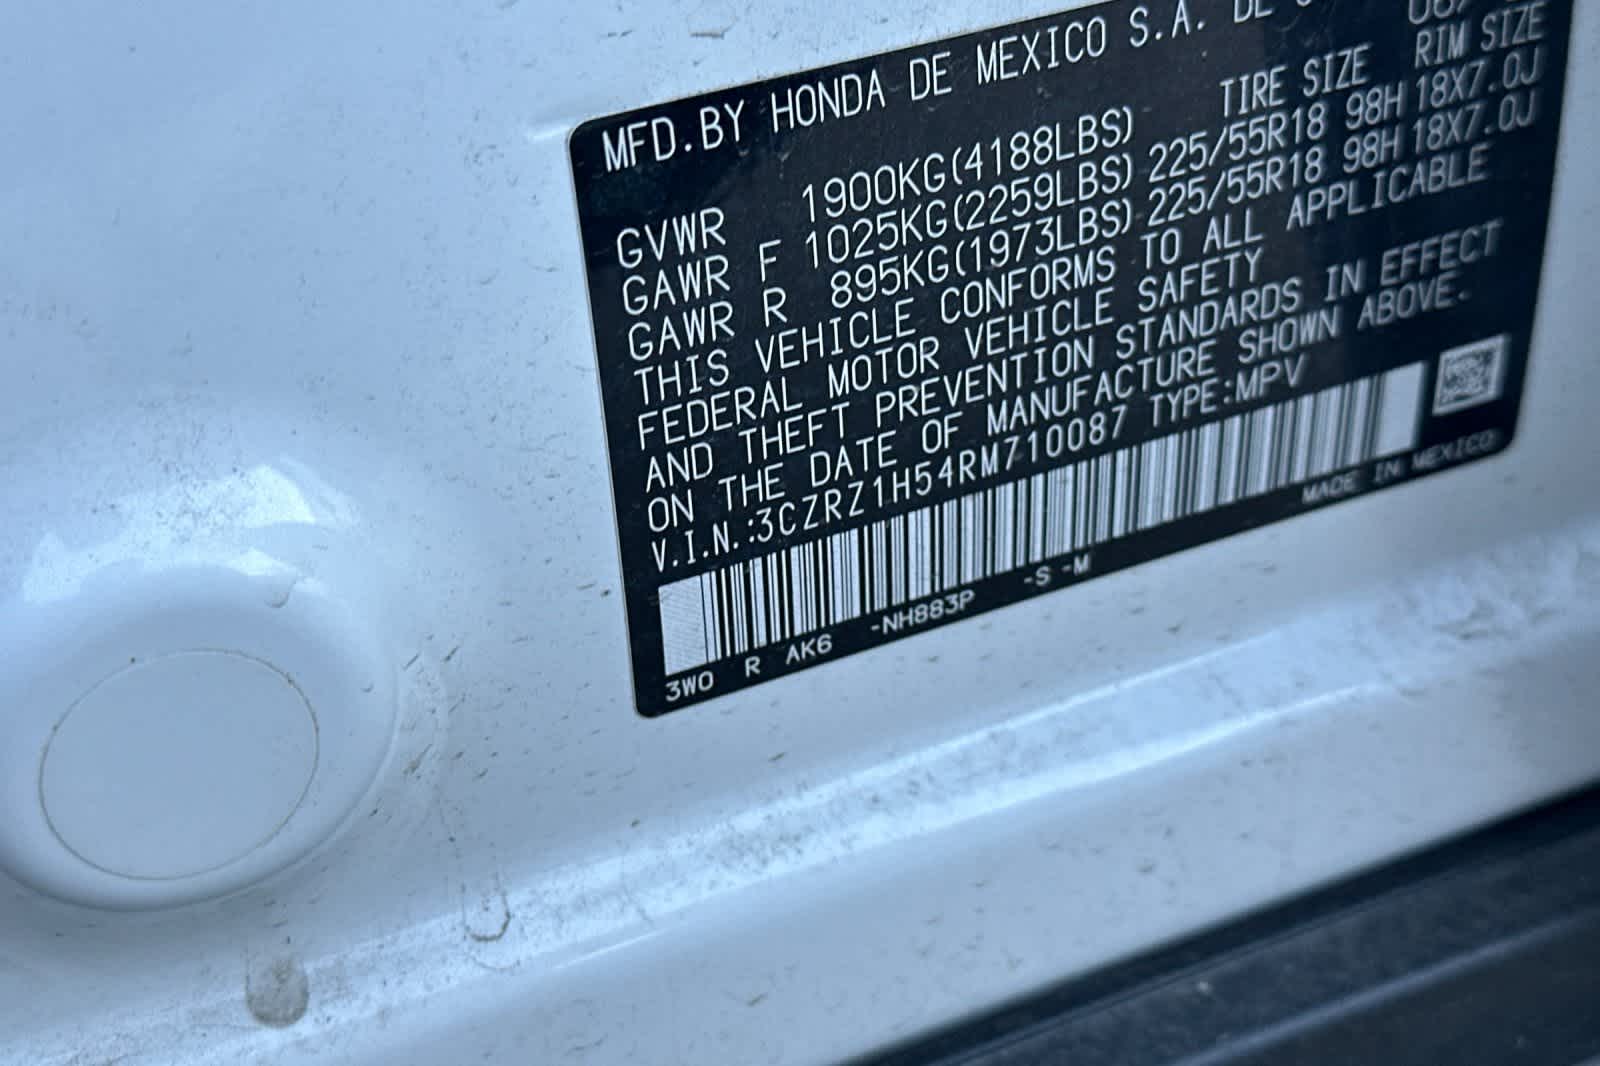 MFD.BY HONDA DE MEXICO S.A. DE
TIRE SIZE RIM SIZE
GVWR 1900KG(4188LBS)
GAWR F 1025KG(2259LBS) 225/55R18 98H 18X7.0J
GAWR R 895KG(1973LBS) 225/55R18 98H 18X7.0J
THIS VEHICLE CONFORMS TO ALL APPLICABLE
FEDERAL MOTOR VEHICLE SAFETY
AND THEFT PREVENTION STANDARDS IN EFFECT
ON THE DATE OF MANUFACTURE SHOWN ABOVE.
V.I.N.:3CZRZ1H54RM710087 TYPE:MPV
MADE IN MEXICO
3WO R AK6 -NH883P -S -M